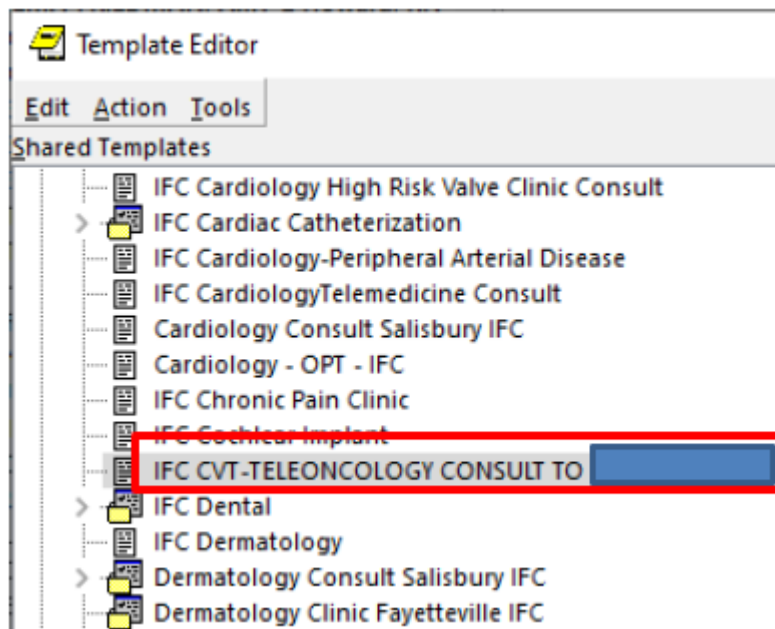 Template Editor
Edit Action Tools
Shared Templates
IFC Cardiology High Risk Valve Clinic Consult
IFC Cardiac Catheterization
IFC Cardiology-Peripheral Arterial Disease
IFC CardiologyTelemedicine Consult
Cardiology Consult Salisbury IFC
Cardiology - OPT - IFC
IFC Chronic Pain Clinic
IFC Cochlear Implant
IFC CVT-TELEONCOLOGY CONSULT TO
IFC Dental
IFC Dermatology
Dermatology Consult Salisbury IFC
Dermatology Clinic Fayetteville IFC